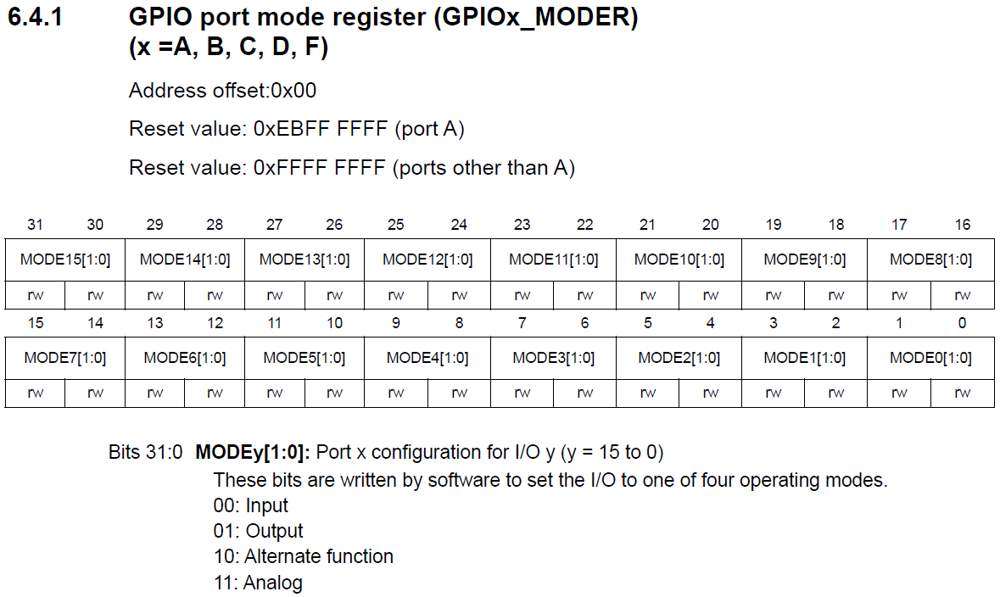 6.4.1 GPIO port mode register (GPIOx_MODER)
(x =A, B, C, D, F)
Address offset:0x00
Reset value: 0xEBFF FFFF (port A)
Reset value: 0xFFFF FFFF (ports other than A)
31 30 29 28 27 26 25 24 23 22 21 20 19 18 17 16
MODE15[1:0] MODE14[1:0] MODE13[1:0] MODE12[1:0] MODE11[1:0] MODE10[1:0] MODE9[1:0] MODE8[1:0]
rw rw rw rw rw rw rw rw rw rw rw rw rw rw rw rw
15 14 13 12 11 10 9 8 7 6 5 4 3 2 1 0
MODE7[1:0] MODE6[1:0] MODE5[1:0] MODE4[1:0] MODE3[1:0] MODE2[1:0] MODE1[1:0] MODE0[1:0]
rw rw rw rw rw rw rw rw rw rw rw rw rw rw rw rw
Bits 31:0 MODEy[1:0]: Port x configuration for I/O y (y = 15 to 0)
These bits are written by software to set the I/O to one of four operating modes.
00: Input
01: Output
10: Alternate function
11: Analog